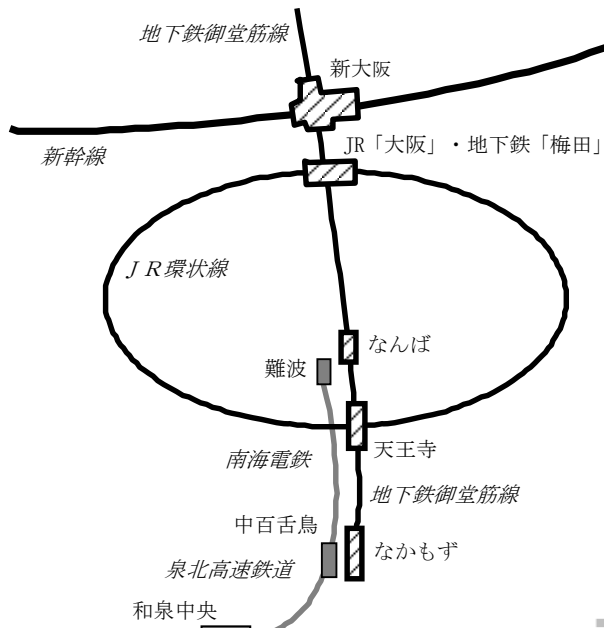 地下鉄御堂筋線
新大阪
新幹線
JR「大阪」・地下鉄「梅田」
ＪＲ環状線
なんば
難波
天王寺
南海電鉄
地下鉄御堂筋線
中百舌鳥
なかもず
泉北高速鉄道
和泉中央